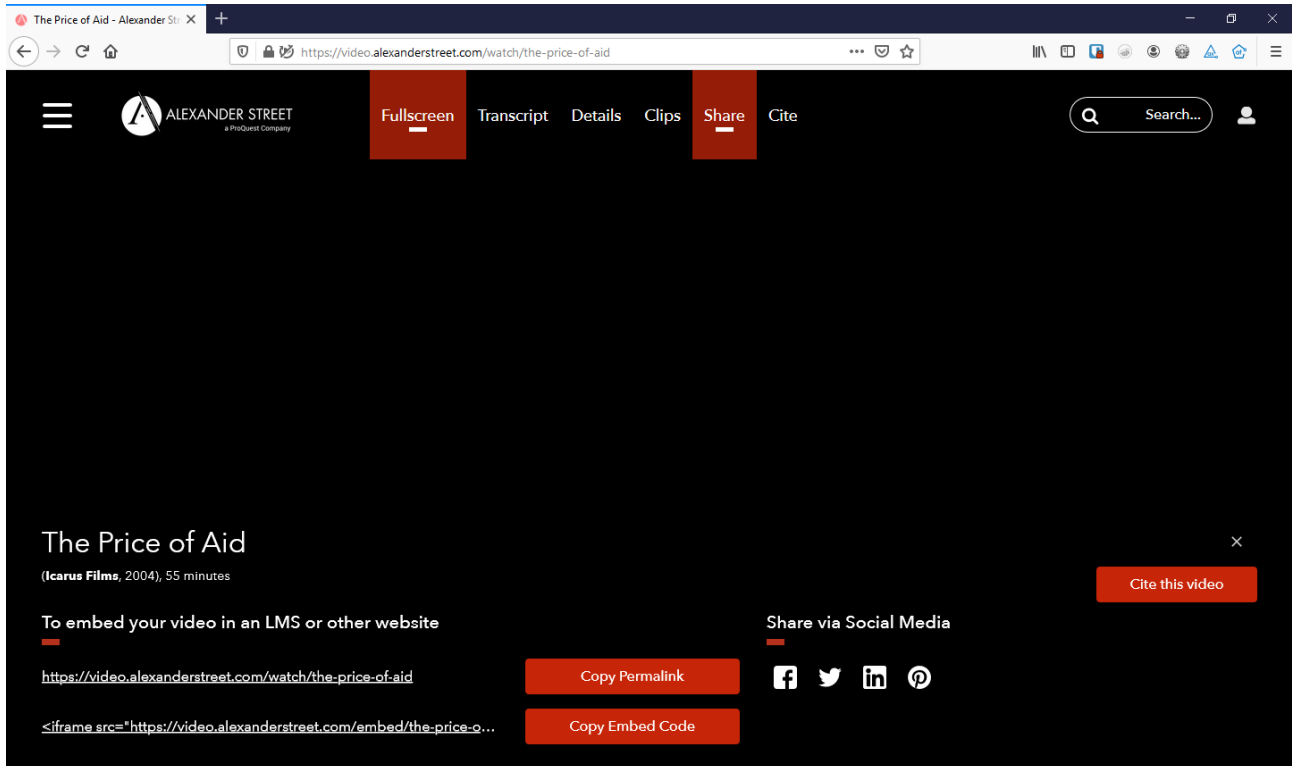 The Price of Aid - Alexander Str
https://video.alexanderstreet.com/watch/the-price-of-aid
ALEXANDER STREET
a ProQuest Company
Fullscreen Transcript Details Clips Share Cite
Search...
The Price of Aid
(Icarus Films, 2004), 55 minutes
Cite this video
To embed your video in an LMS or other website
Share via Social Media
https://video.alexanderstreet.com/watch/the-price-of-aid
Copy Permalink
<iframe src="https://video.alexanderstreet.com/embed/the-price-o...
Copy Embed Code